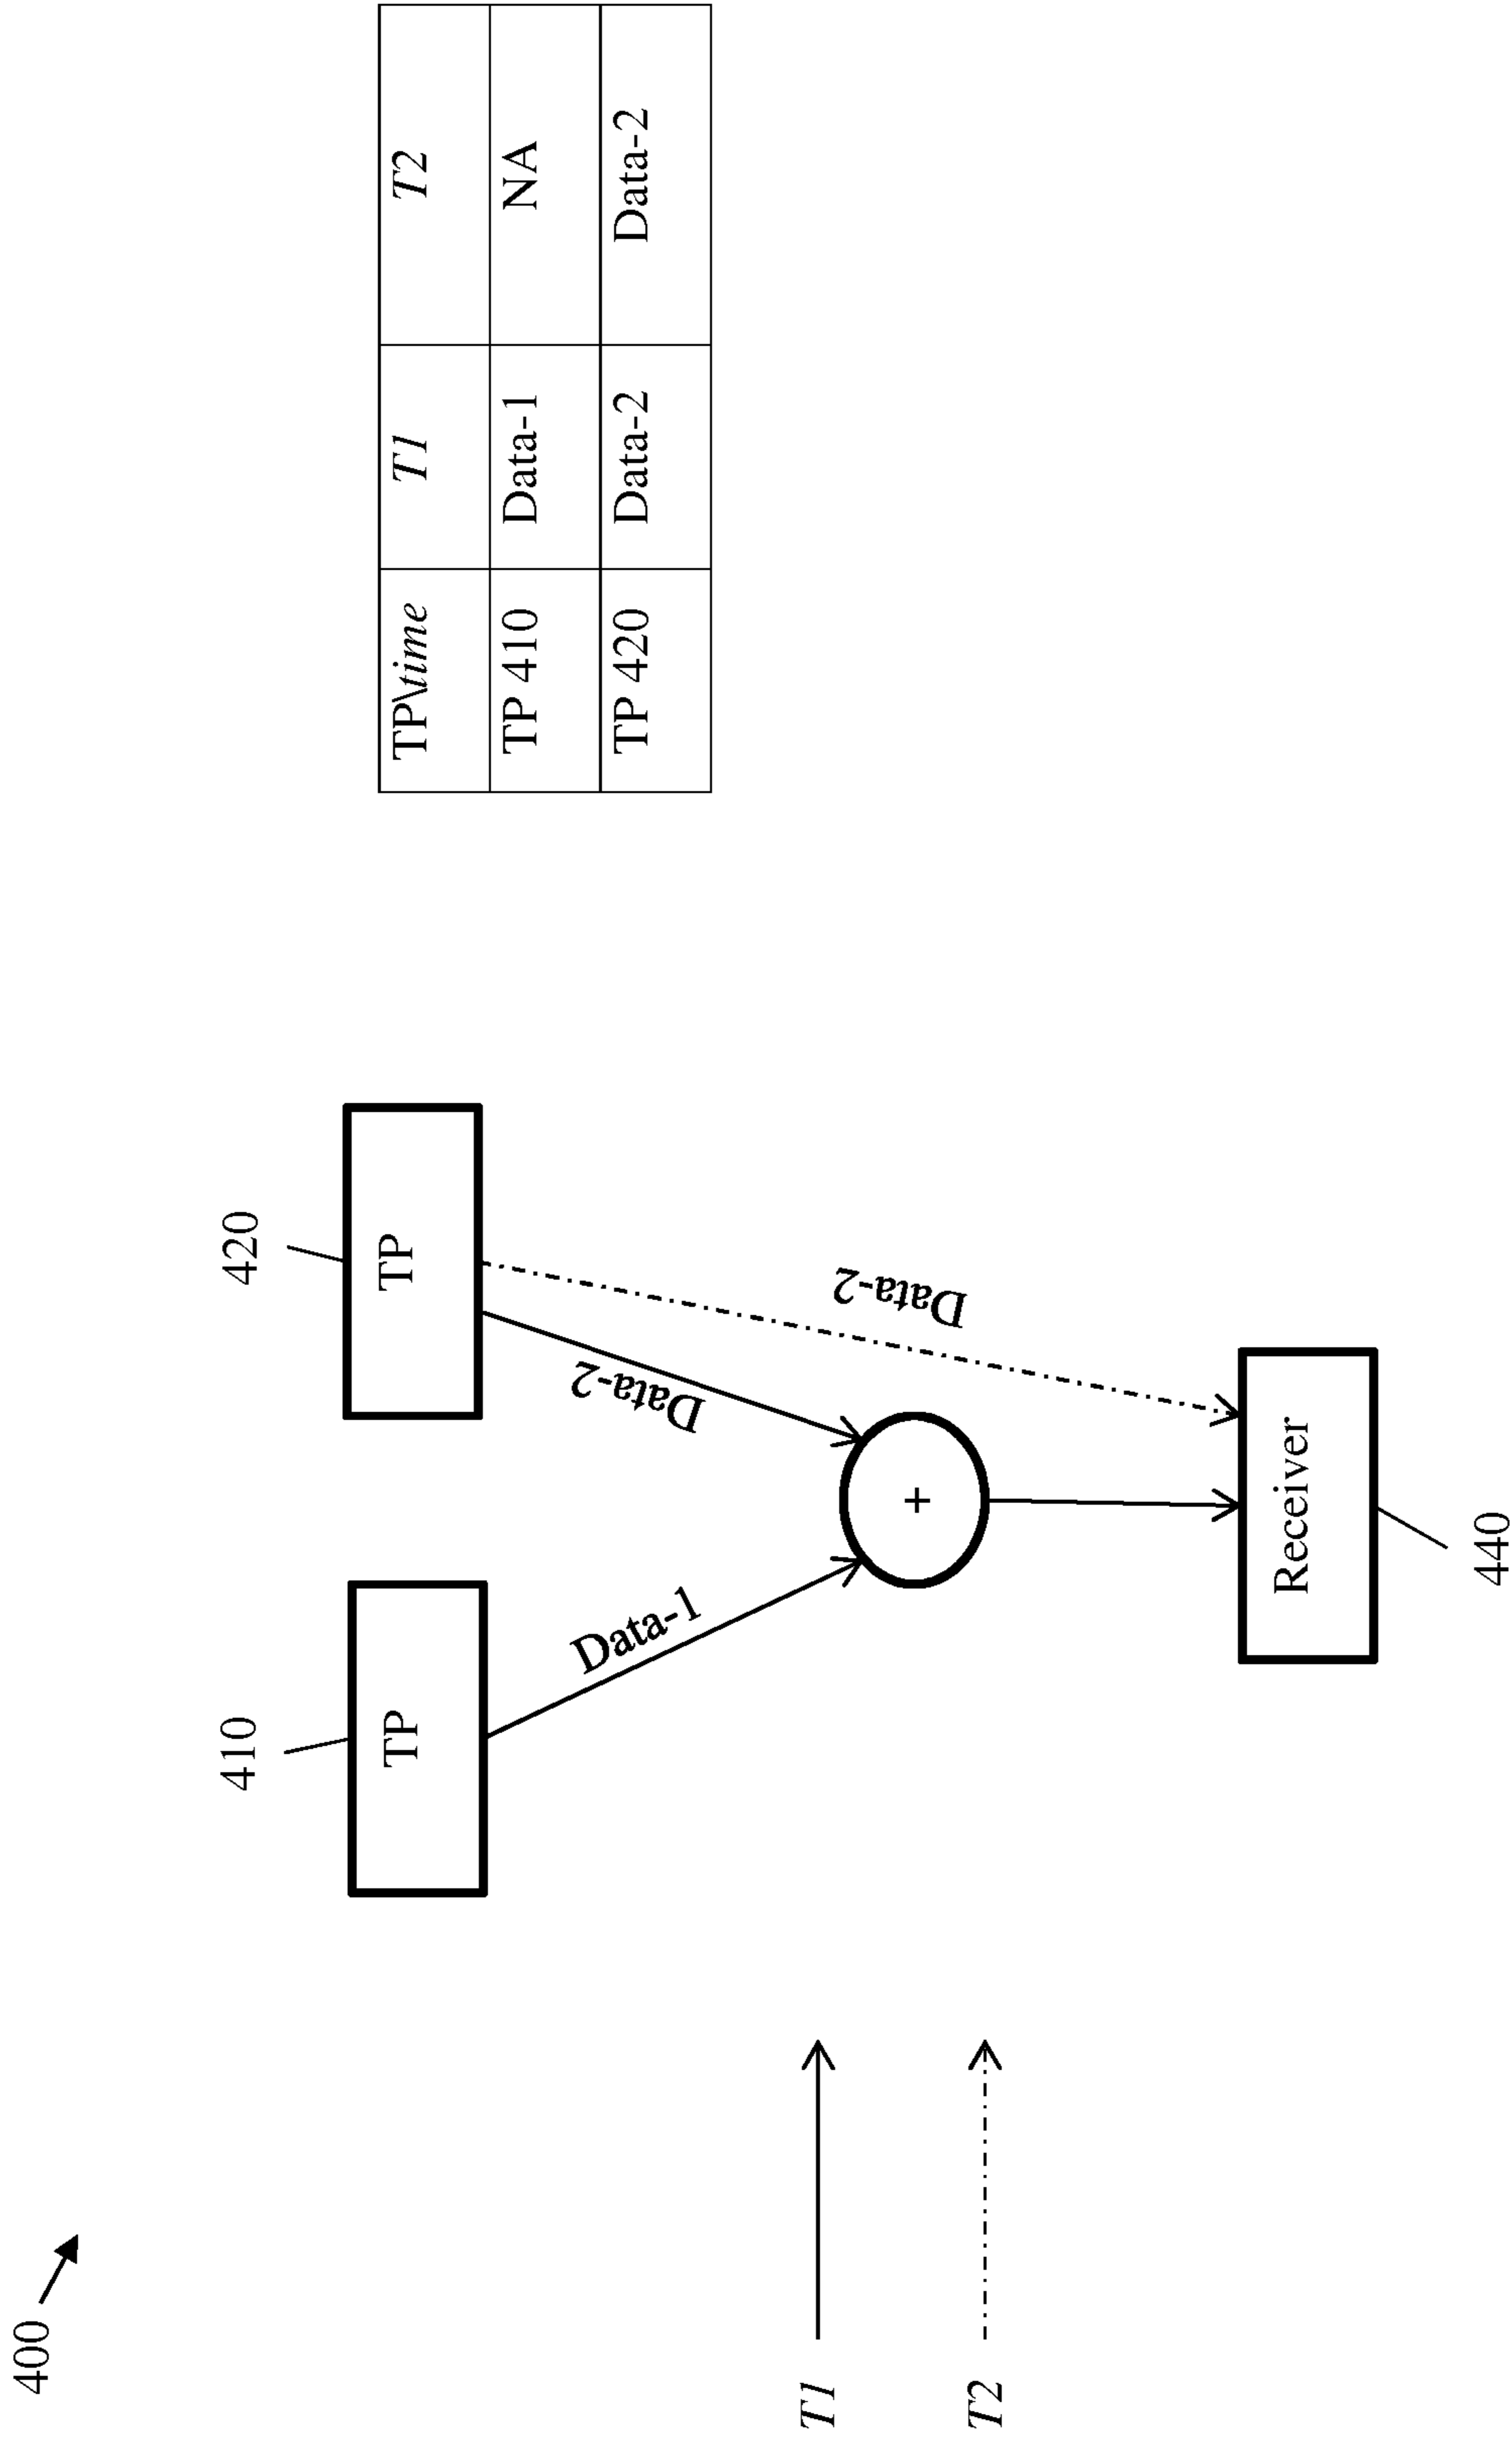 400
410
420
TP
TP
Data-1
Data-2
Data-2
+
Receiver
440
T1
T2
TP\time T1 T2
TP 410 Data-1 NA
TP 420 Data-2 Data-2